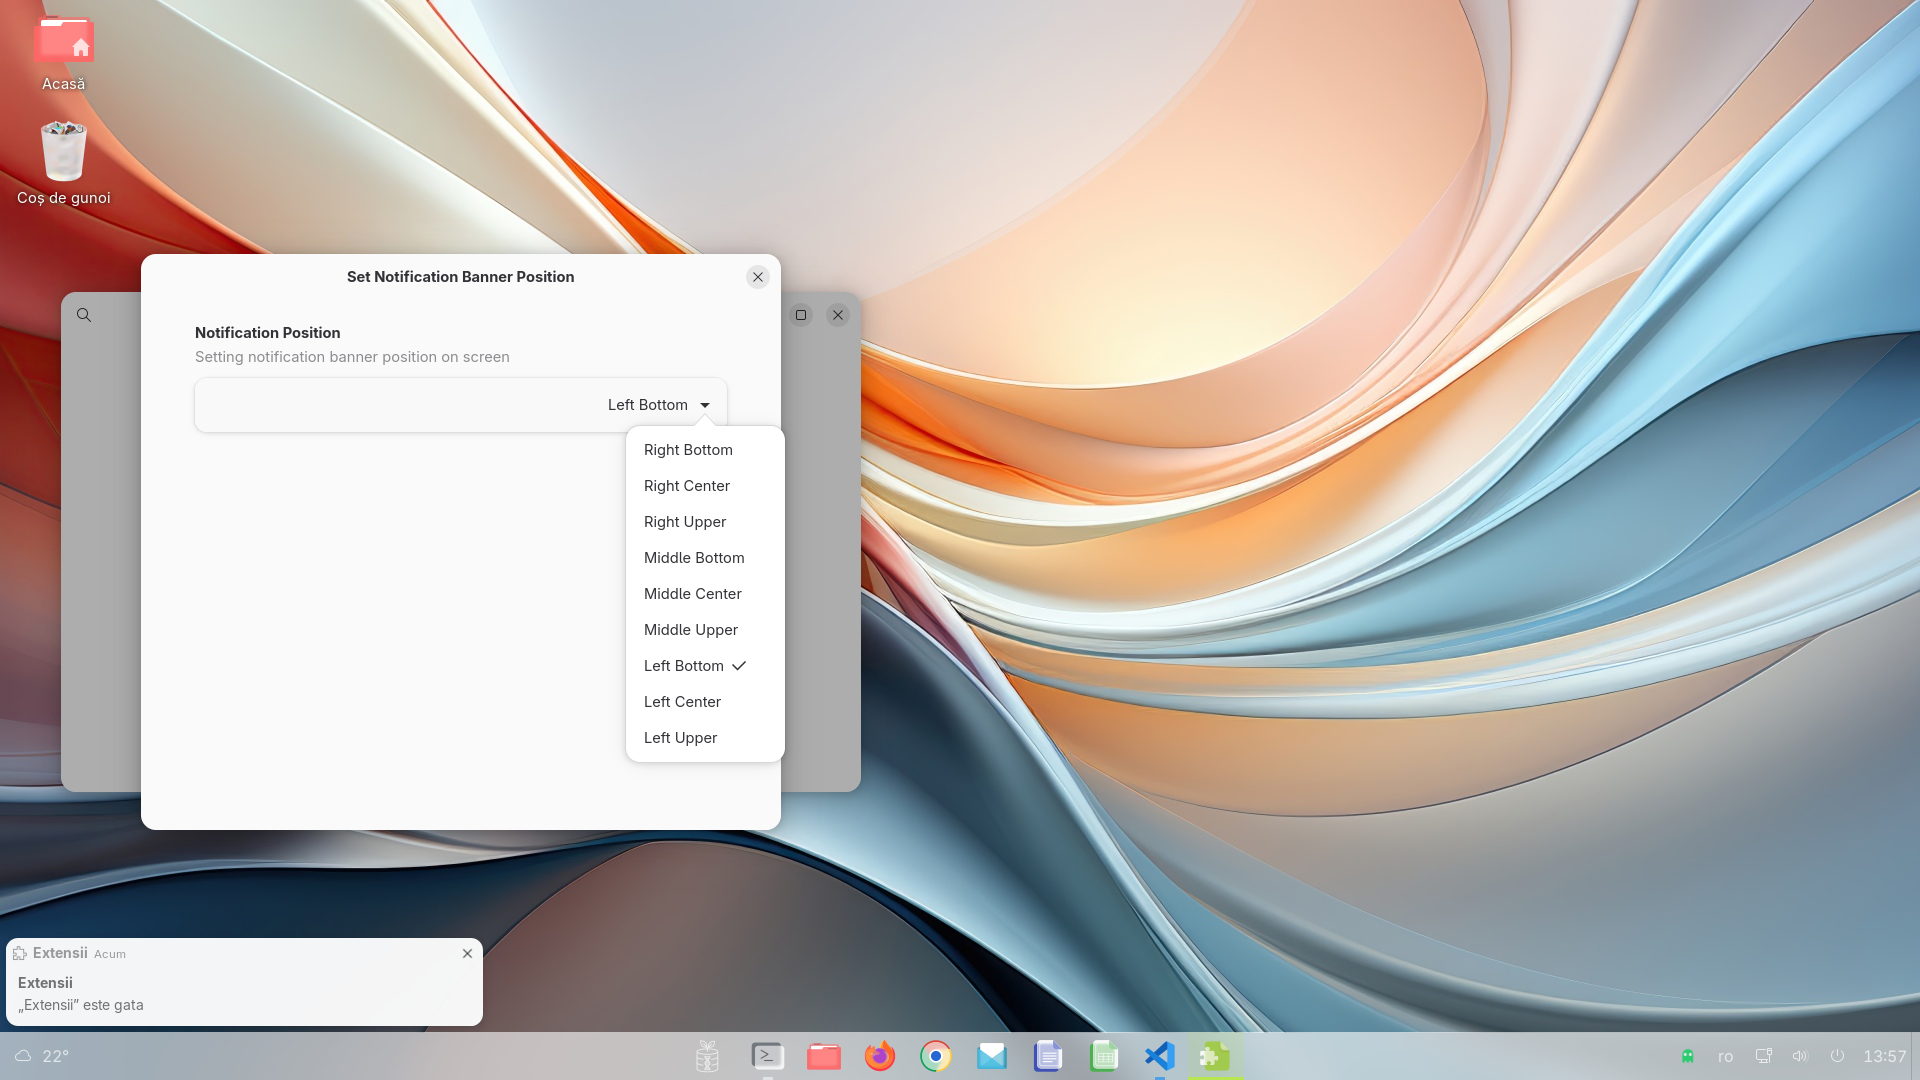 Acasă
Coș de gunoi
Set Notification Banner Position
Notification Position
Setting notification banner position on screen
Left Bottom
Right Bottom
Right Center
Right Upper
Middle Bottom
Middle Center
Middle Upper
Left Bottom
Left Center
Left Upper
Extensii Acum
Extensii
„Extensii” este gata
22°
ro
13:57